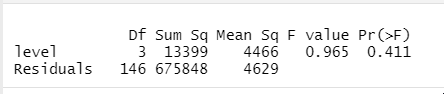 Df Sum Sq Mean Sq F value Pr(>F)
level 3 13399 4466 0.965 0.411
Residuals 146 675848 4629